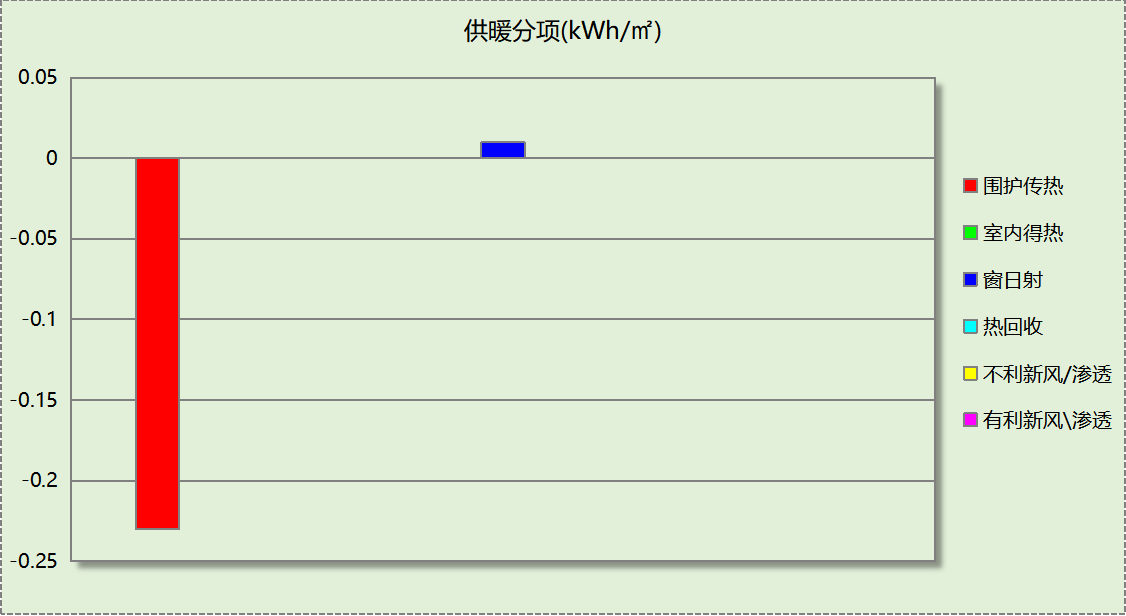 供暖分项(kWh/㎡)
0.05
0
-0.05
-0.1
-0.15
-0.2
-0.25
围护传热
室内得热
窗日射
热回收
不利新风/渗透
有利新风\渗透